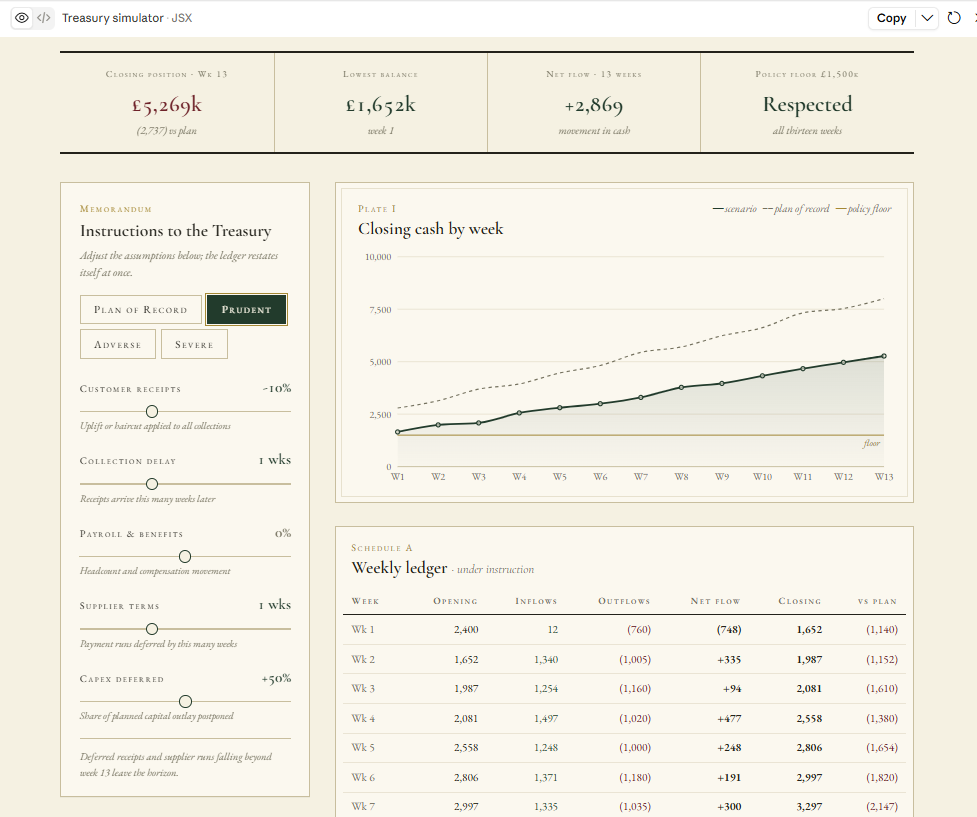 Treasury simulator · JSX
Copy
Closing position · Wk 13
£5,269k
(2,737) vs plan
Lowest balance
£1,652k
week 1
Net flow · 13 weeks
+2,869
movement in cash
Policy floor £1,500k
Respected
all thirteen weeks
Memorandum
Instructions to the Treasury
Adjust the assumptions below; the ledger restates
itself at once.
Plan of Record
Prudent
Adverse
Severe
Customer receipts -10%
Uplift or haircut applied to all collections
Collection delay 1 wks
Receipts arrive this many weeks later
Payroll & benefits 0%
Headcount and compensation movement
Supplier terms 1 wks
Payment runs deferred by this many weeks
Capex deferred +50%
Share of planned capital outlay postponed
Deferred receipts and supplier runs falling beyond
week 13 leave the horizon.
Plate I
scenario plan of record policy floor
Closing cash by week
10,000
7,500
5,000
2,500
floor
0
W1 W2 W3 W4 W5 W6 W7 W8 W9 W10 W11 W12 W13
Schedule A
Weekly ledger · under instruction
Week Opening Inflows Outflows Net flow Closing vs plan
Wk 1 2,400 12 (760) (748) 1,652 (1,140)
Wk 2 1,652 1,340 (1,005) +335 1,987 (1,152)
Wk 3 1,987 1,254 (1,160) +94 2,081 (1,610)
Wk 4 2,081 1,497 (1,020) +477 2,558 (1,380)
Wk 5 2,558 1,248 (1,000) +248 2,806 (1,654)
Wk 6 2,806 1,371 (1,180) +191 2,997 (1,820)
Wk 7 2,997 1,335 (1,035) +300 3,297 (2,147)